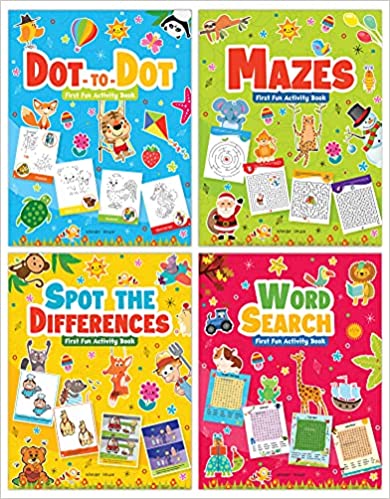 DOT-TO-DOT
First Fun Activity Book
MAZES
First Fun Activity Book
SPOT THE
DIFFERENCES
First Fun Activity Book
WORD
SEARCH
First Fun Activity Book